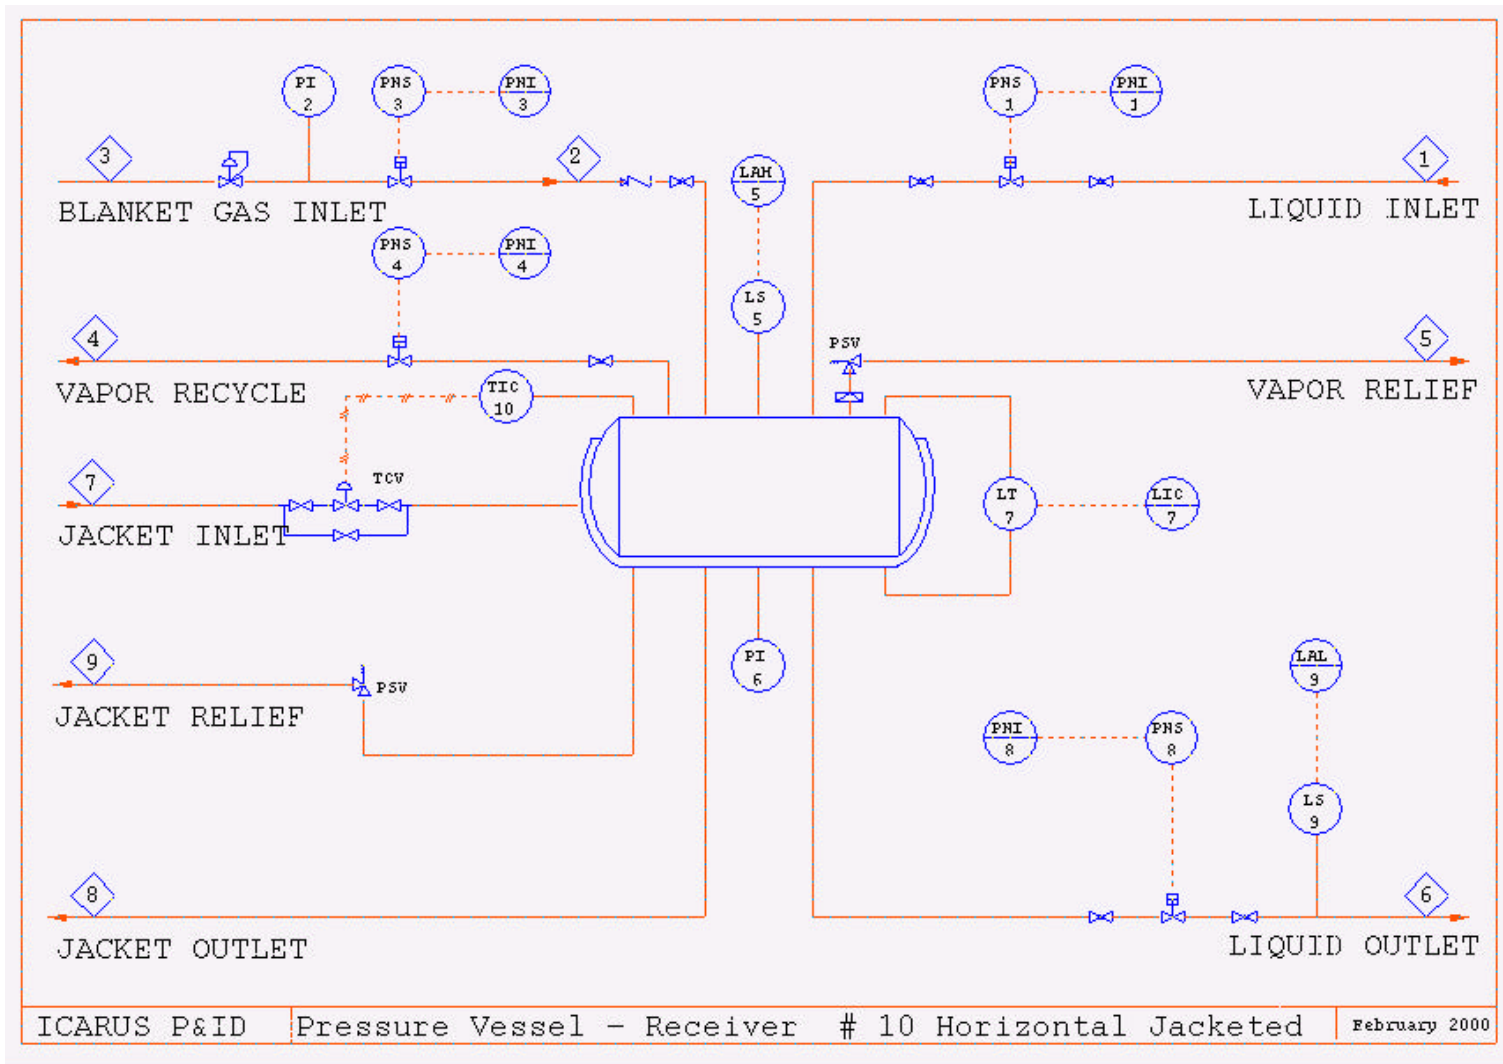 PI
2
PNS
3
PNI
3
PNS
1
PNI
1
3
2
1
LAH
5
BLANKET GAS INLET
LIQUID INLET
PNS
4
PNI
4
LS
5
4
PSV
5
VAPOR RECYCLE
VAPOR RELIEF
TIC
10
7
TCV
LT
7
LIC
7
JACKET INLET
9
PSV
JACKET RELIEF
PI
6
LAL
9
PNI
8
PNS
8
LS
9
8
6
JACKET OUTLET
LIQUID OUTLET
ICARUS P&ID
Pressure Vessel - Receiver # 10 Horizontal Jacketed
February 2000